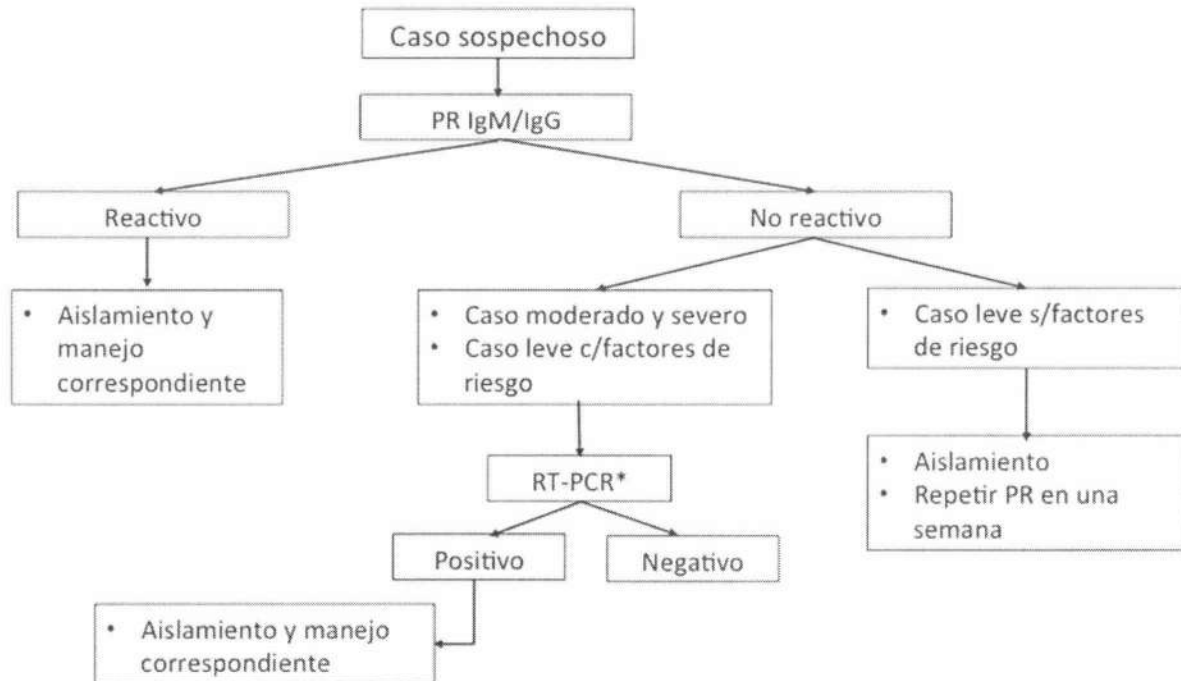 Caso sospechoso
PR IgM/IgG
Reactivo
No reactivo
• Aislamiento y
manejo
correspondiente
• Caso moderado y severo
• Caso leve c/factores de
riesgo
• Caso leve s/factores
de riesgo
RT-PCR*
• Aislamiento
• Repetir PR en una
semana
Positivo
Negativo
• Aislamiento y manejo
correspondiente